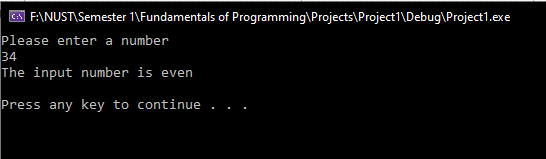 F:\NUST\Semester 1\Fundamentals of Programming\Projects\Project1\Debug\Project1.exe
Please enter a number
34
The input number is even
Press any key to continue . . .